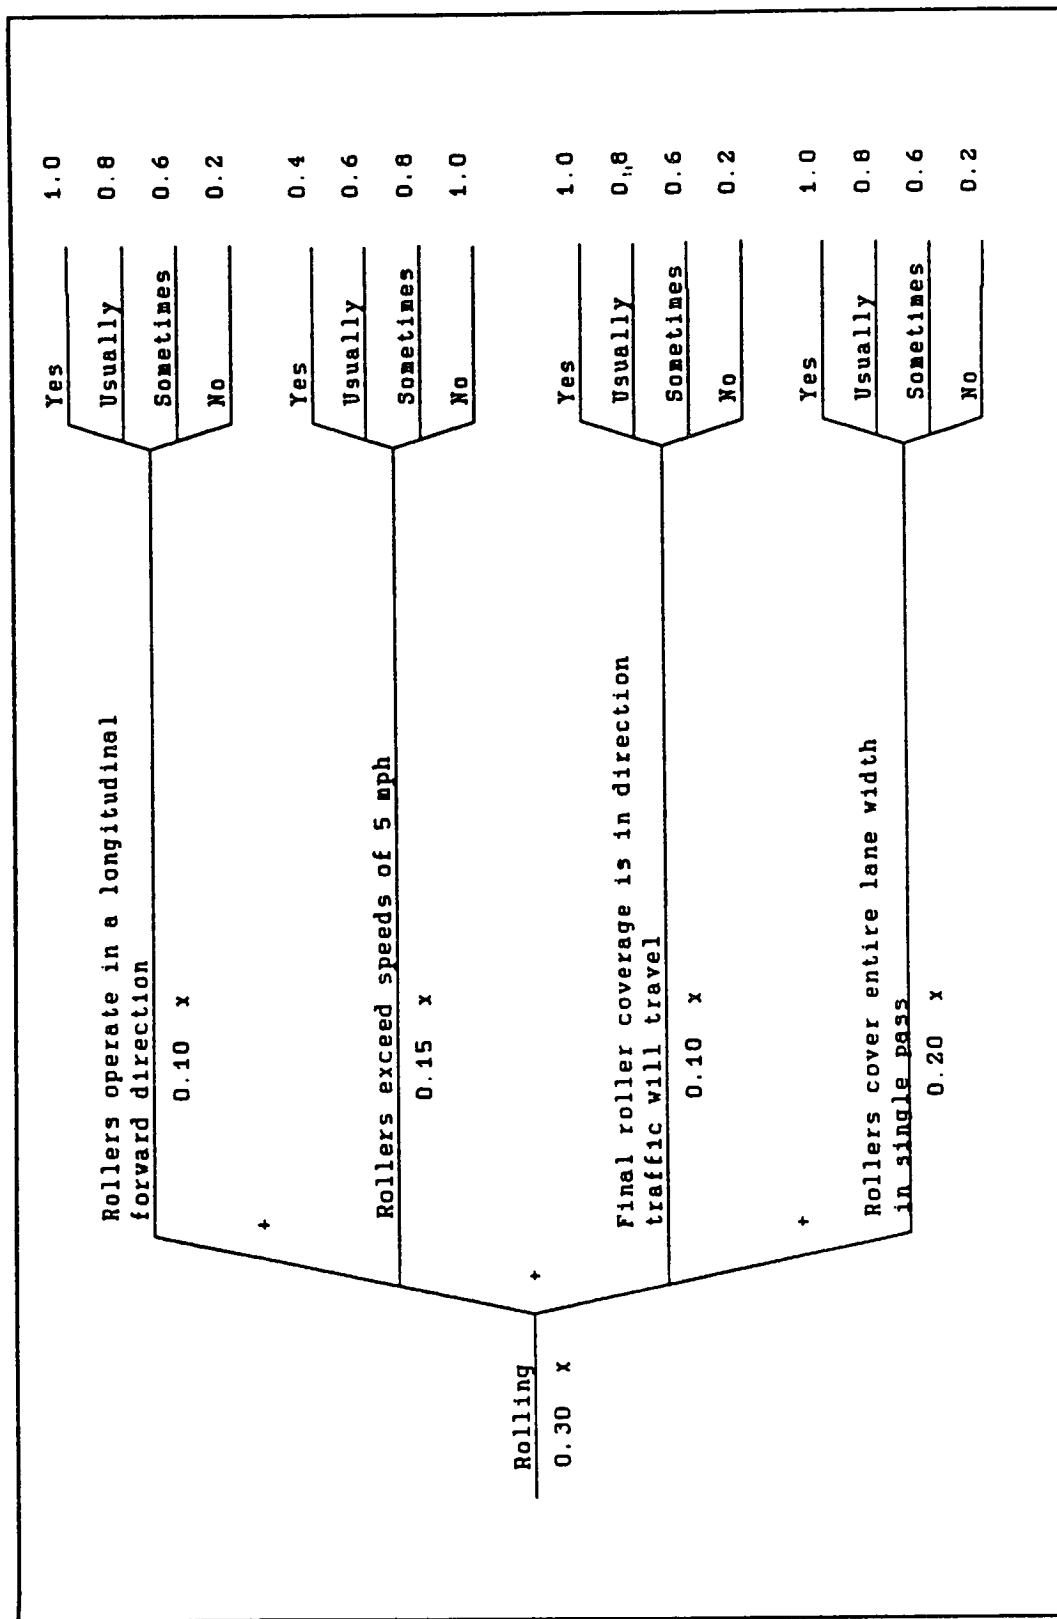 Rolling
0.30 x
+
+
+
Rollers operate in a longitudinal
forward direction
0.10 x
Yes 1.0
Usually 0.8
Sometimes 0.6
No 0.2
Rollers exceed speeds of 5 mph
0.15 x
Yes 0.4
Usually 0.6
Sometimes 0.8
No 1.0
Final roller coverage is in direction
traffic will travel
0.10 x
Yes 1.0
Usually 0.8
Sometimes 0.6
No 0.2
Rollers cover entire lane width
in single pass
0.20 x
Yes 1.0
Usually 0.8
Sometimes 0.6
No 0.2